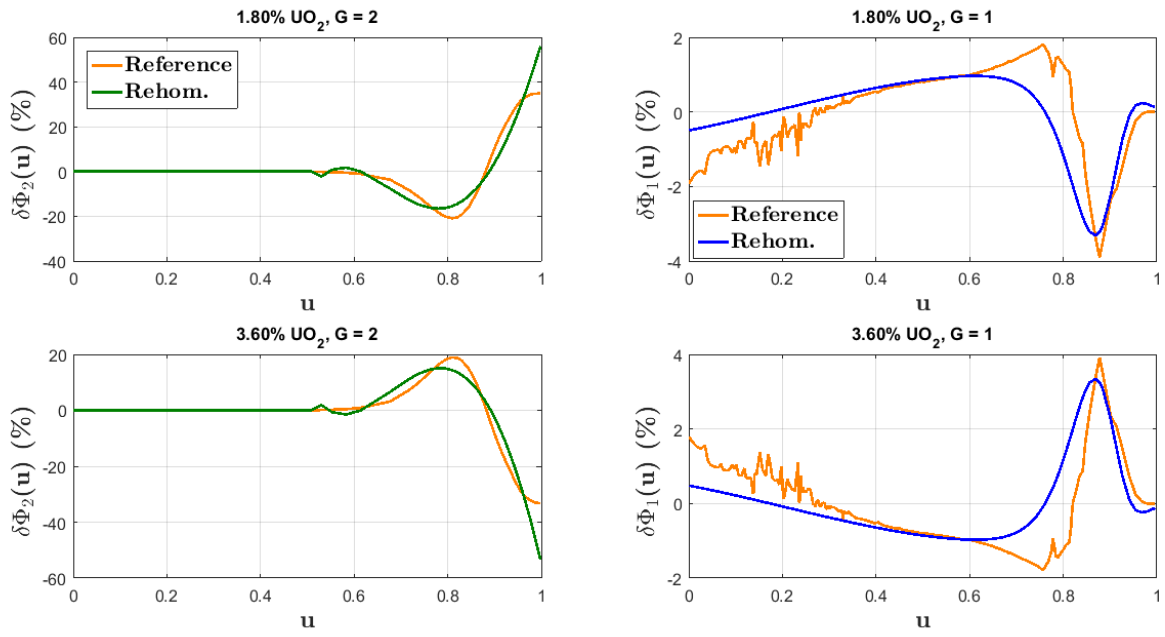 1.80% UO2, G = 2
60
40
20
0
-20
-40
δΦ2(u) (%)
Reference
Rehom.
0 0.2 0.4 0.6 0.8 1
u
1.80% UO2, G = 1
2
0
-2
-4
δΦ1(u) (%)
Reference
Rehom.
0 0.2 0.4 0.6 0.8 1
u
3.60% UO2, G = 2
20
0
-20
-40
-60
δΦ2(u) (%)
0 0.2 0.4 0.6 0.8 1
u
3.60% UO2, G = 1
4
2
0
-2
δΦ1(u) (%)
0 0.2 0.4 0.6 0.8 1
u